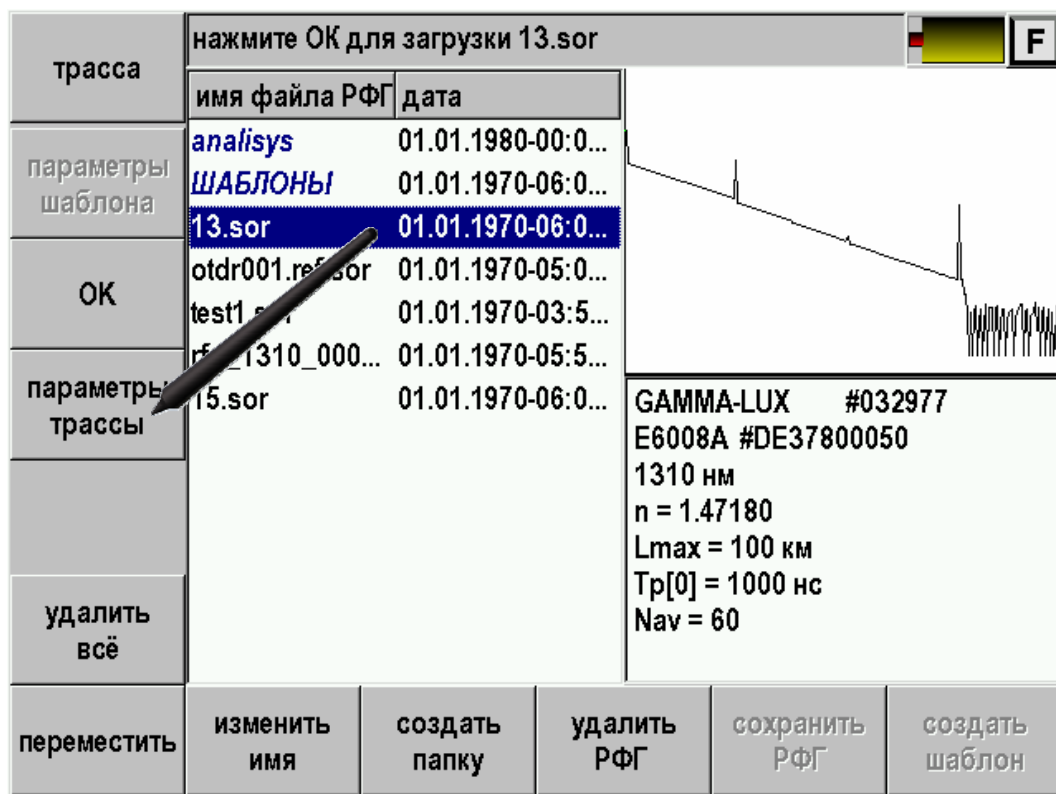 трасса
нажмите ОК для загрузки 13.sor
F
имя файла РФГ дата
параметры
шаблона
analisys 01.01.1980-00:0...
ШАБЛОНЫ 01.01.1970-06:0...
13.sor 01.01.1970-06:0...
01.01.1970-05:0...
01.01.1970-03:5...
01.01.1970-05:5...
15.sor 01.01.1970-06:0...
ОК
параметры
трассы
GAMMA-LUX #032977
E6008A #DE37800050
1310 нм
n = 1.47180
Lmax = 100 км
Tp[0] = 1000 нс
Nav = 60
удалить
всё
переместить
изменить
имя
создать
папку
удалить
РФГ
сохранить
РФГ
создать
шаблон